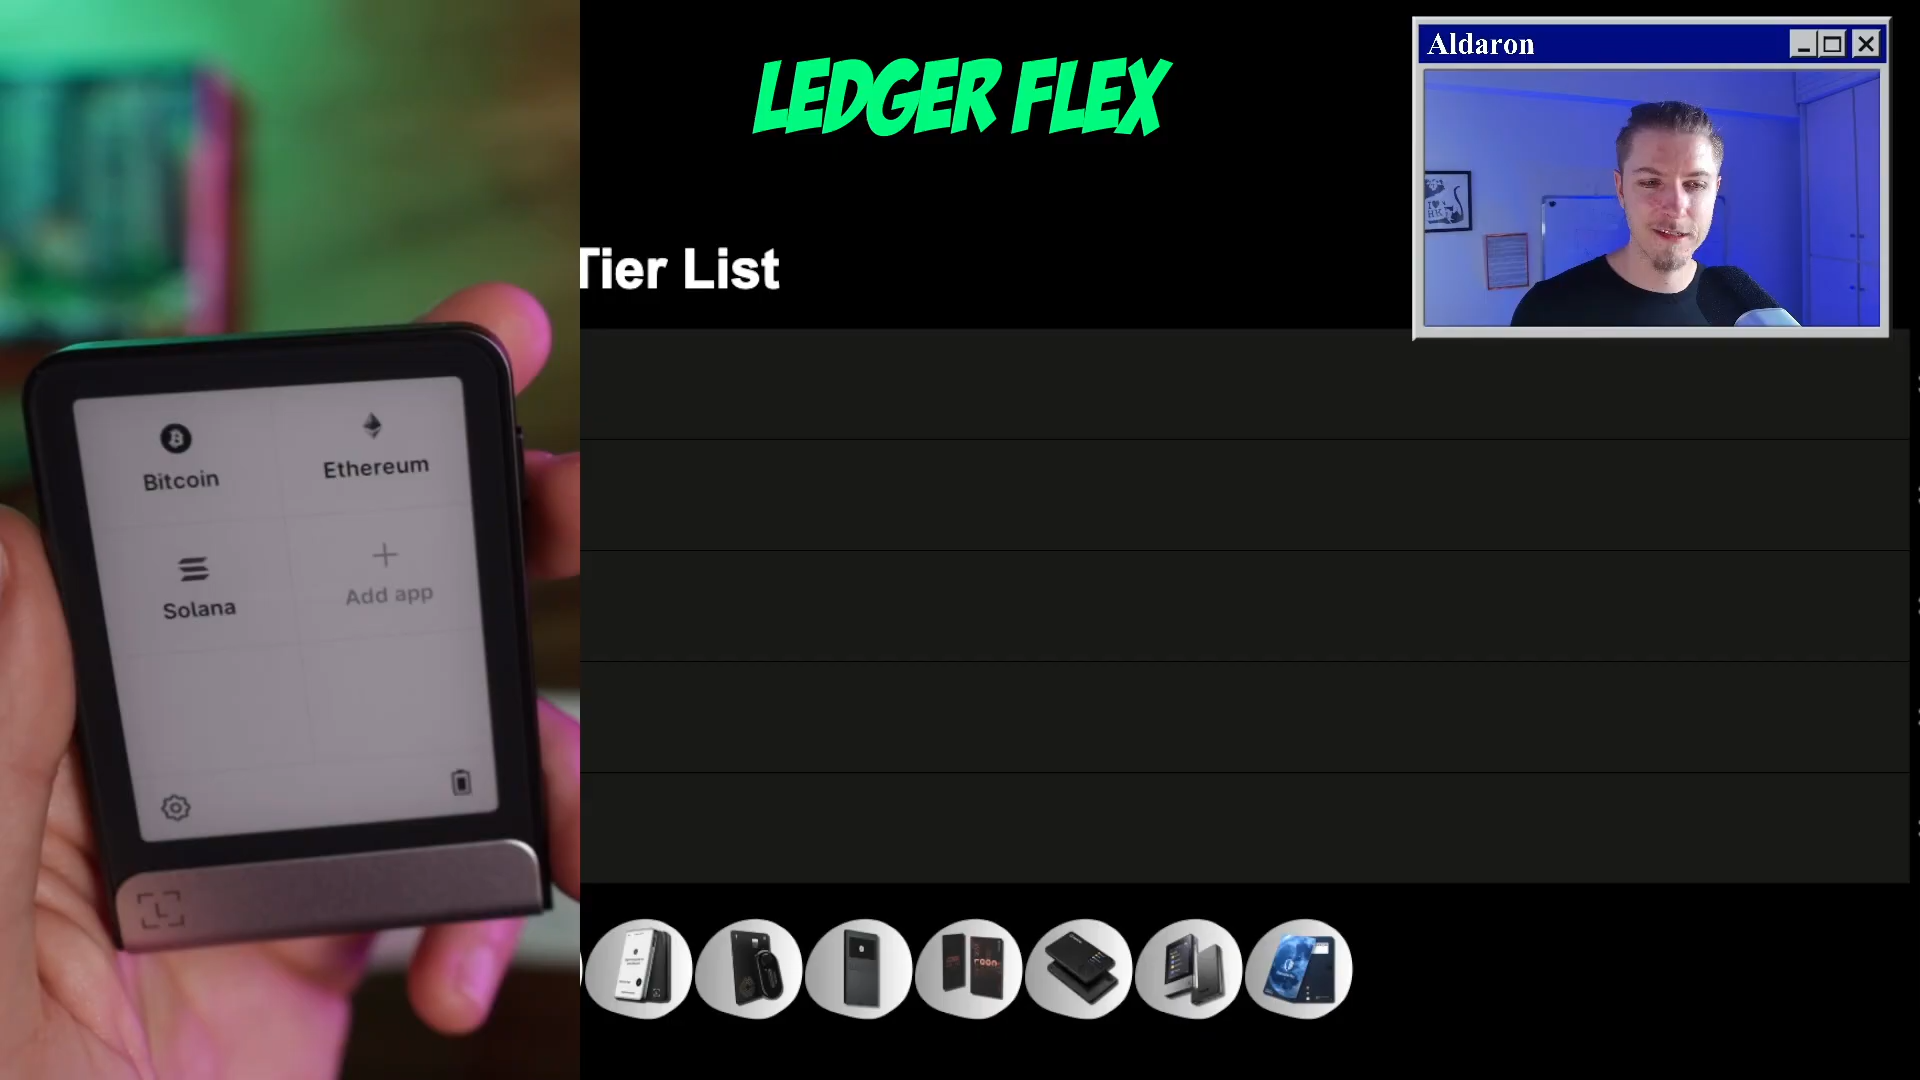 LEDGER FLEX
Aldaron
Tier List
Bitcoin
Ethereum
Solana
Add app
L